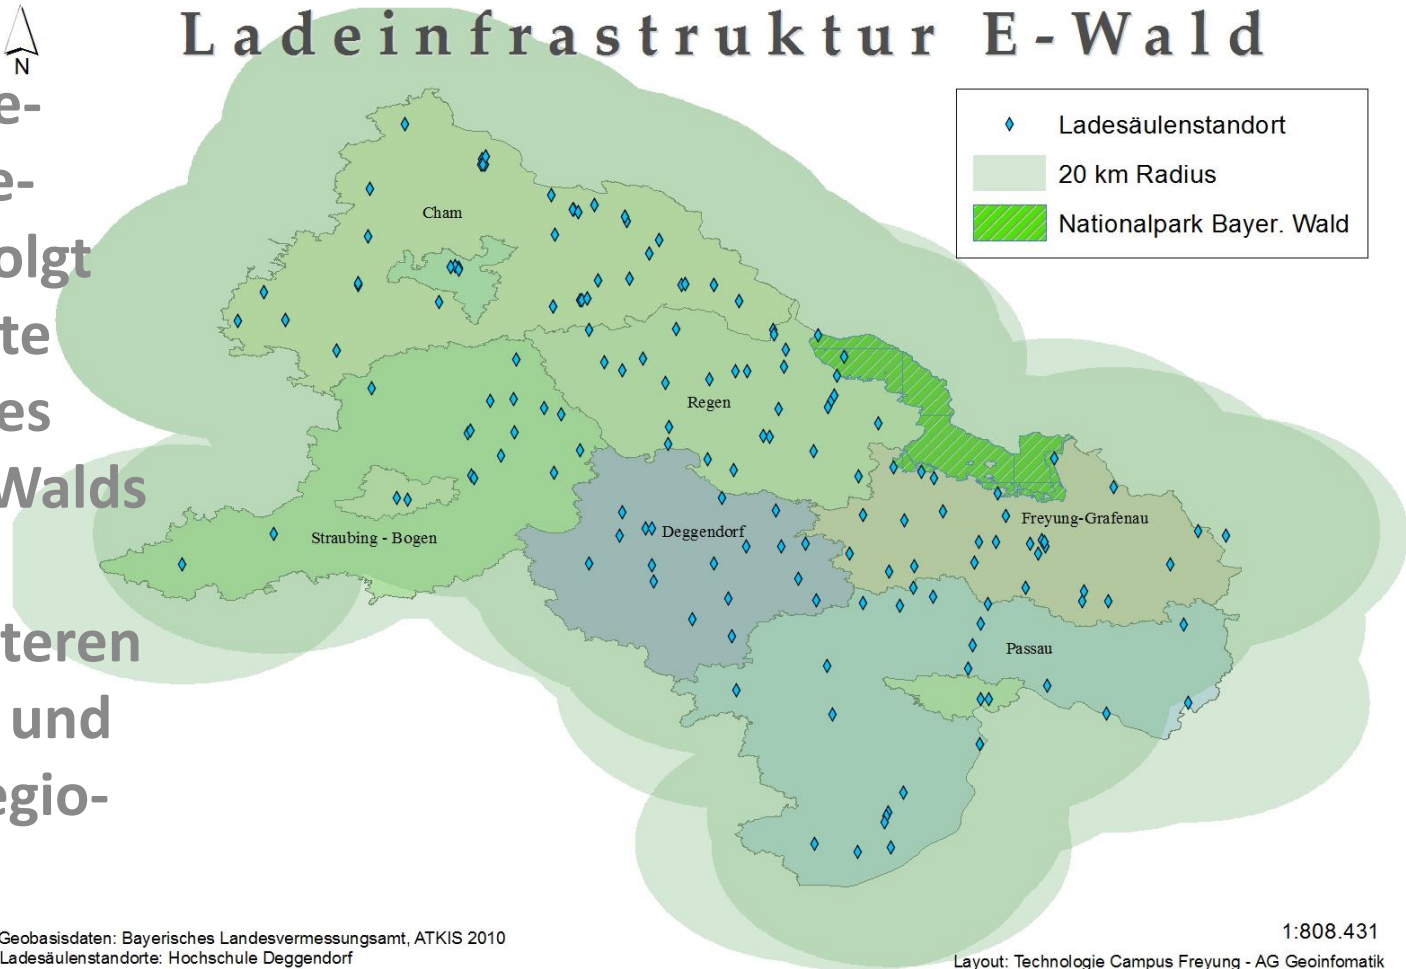 Ladeinfrastruktur E-Wald
N
e-
e-
olgt
te
es
Walds
teren
und
egio-
Ladesäulenstandort
20 km Radius
Nationalpark Bayer. Wald
Cham
Regen
Straubing - Bogen
Deggendorf
Freyung-Grafenau
Passau
Geobasisdaten: Bayerisches Landesvermessungsamt, ATKIS 2010
Ladesäulenstandorte: Hochschule Deggendorf
1:808.431
Layout: Technologie Campus Freyung - AG Geoinfomatik